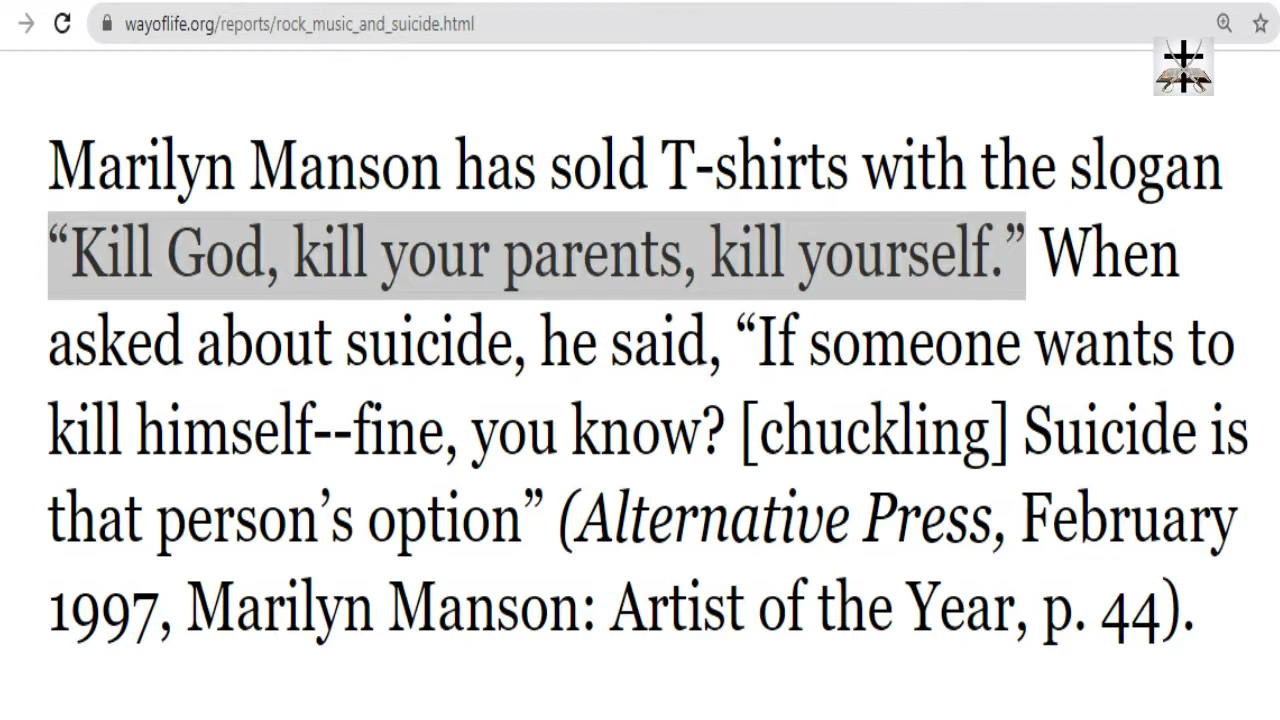 wayoflife.org/reports/rock_music_and_suicide.html
Marilyn Manson has sold T-shirts with the slogan
“Kill God, kill your parents, kill yourself.” When
asked about suicide, he said, “If someone wants to
kill himself--fine, you know? [chuckling] Suicide is
that person’s option” (Alternative Press, February
1997, Marilyn Manson: Artist of the Year, p. 44).